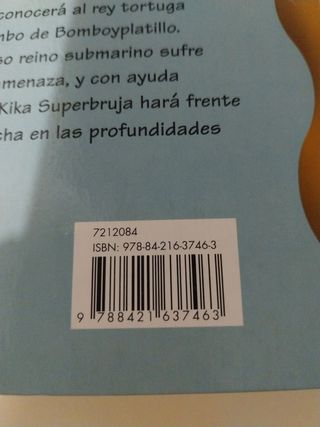 conocerá al rey tortuga
mbo de Bomboyplatillo.
so reino submarino sufre
menaza, y con ayuda
Kika Superbruja hará frente
cha en las profundidades
7212084
ISBN: 978-84-216-3746-3
9 788421 637463